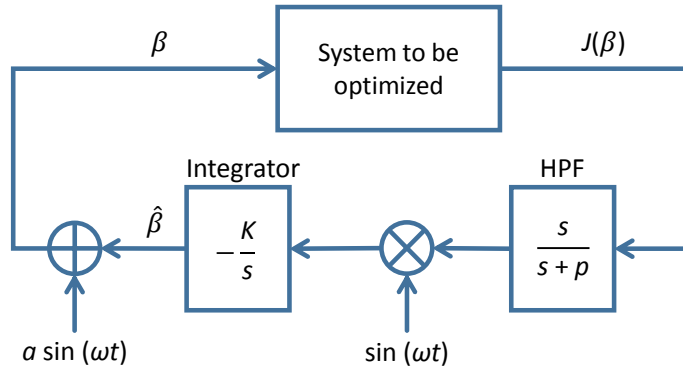 β
System to be
optimized
J(β)
Integrator
HPF
β̂
− K/s
s/(s + p)
a sin (ωt)
sin (ωt)